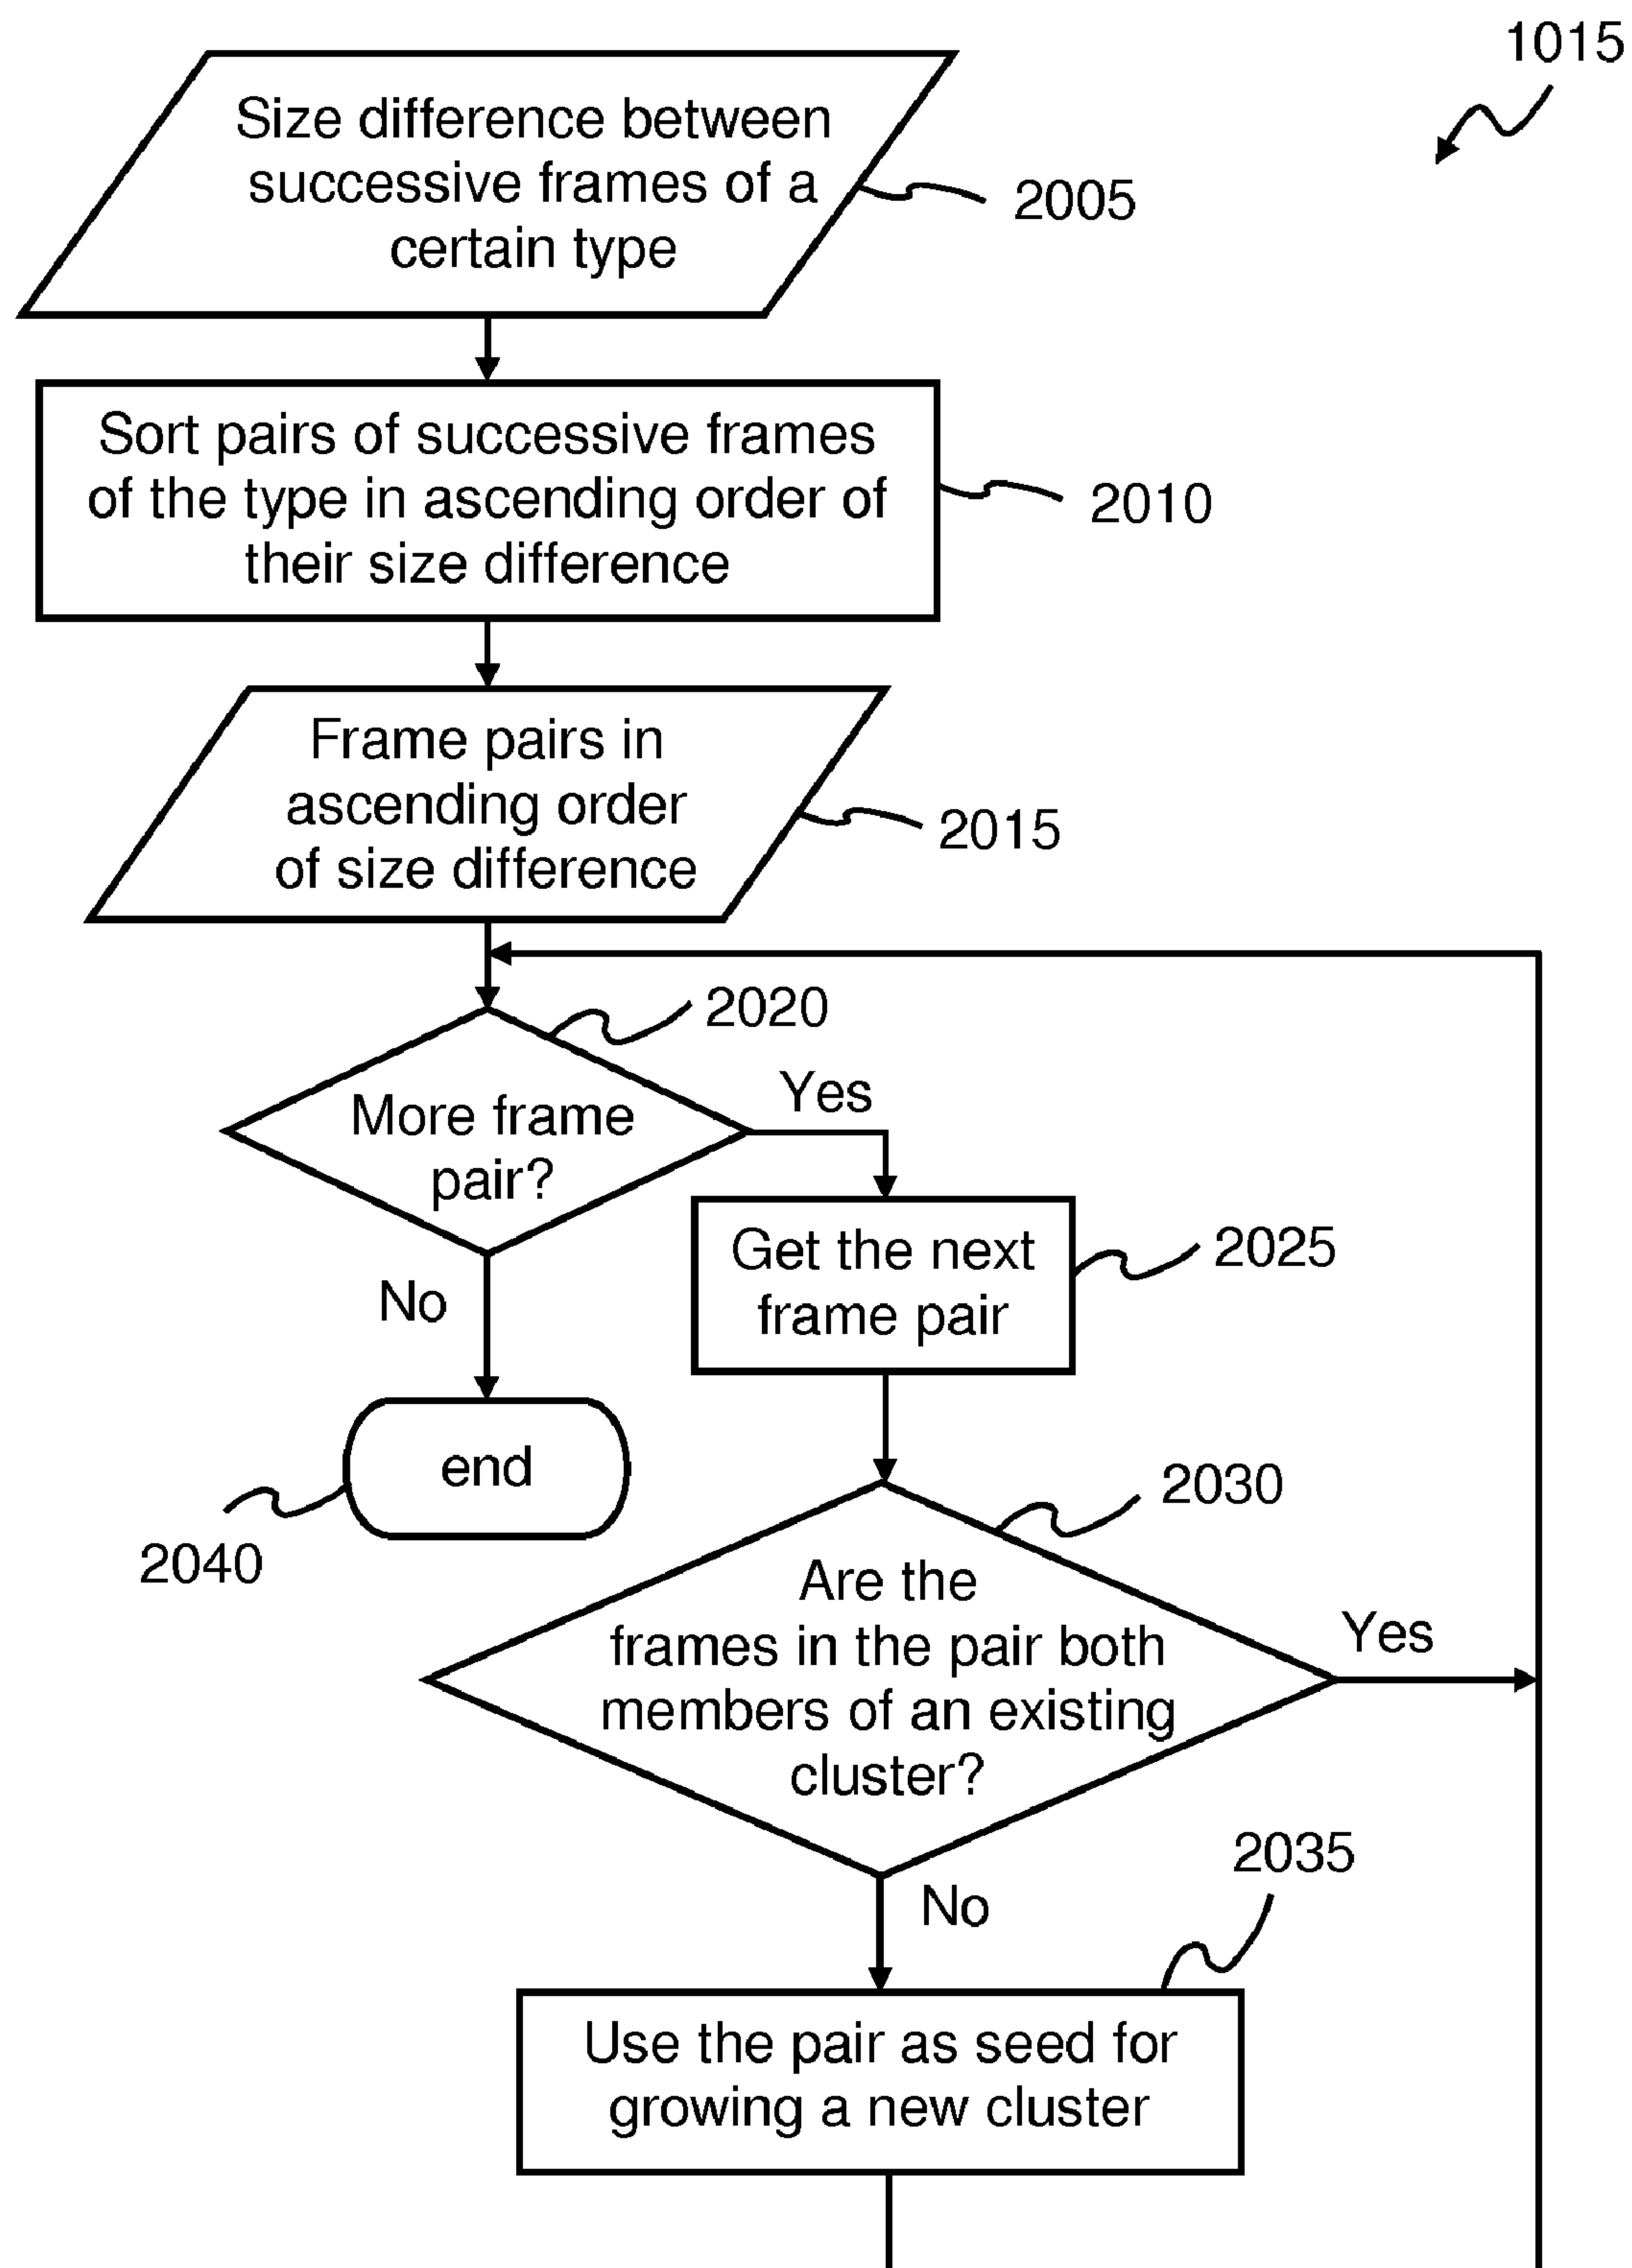 1015
Size difference between
successive frames of a
certain type
2005
Sort pairs of successive frames
of the type in ascending order of
their size difference
2010
Frame pairs in
ascending order
of size difference
2015
2020
More frame
pair?
Yes
No
Get the next
frame pair
2025
end
2040
2030
Are the
frames in the pair both
members of an existing
cluster?
Yes
No
2035
Use the pair as seed for
growing a new cluster